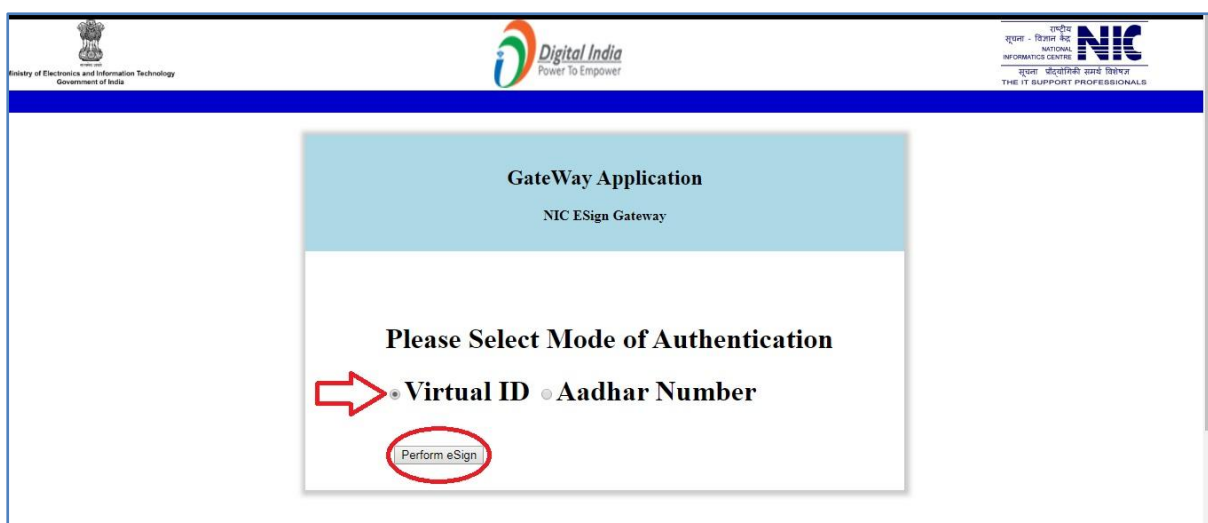 Ministry of Electronics and Information Technology
Government of India
Digital India
Power To Empower
राष्ट्रीय
सूचना - विज्ञान केंद्र
NATIONAL
INFORMATICS CENTRE
NIC
सूचना प्रौद्योगिकी समर्थ विशेषज्ञ
THE IT SUPPORT PROFESSIONALS
GateWay Application
NIC ESign Gateway
Please Select Mode of Authentication
Virtual ID Aadhar Number
Perform eSign